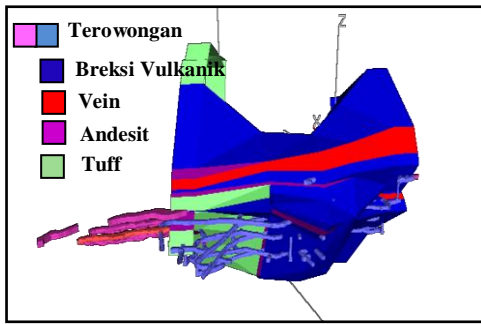 Terowongan
Breksi Vulkanik
Vein
Andesit
Tuff
Z
X